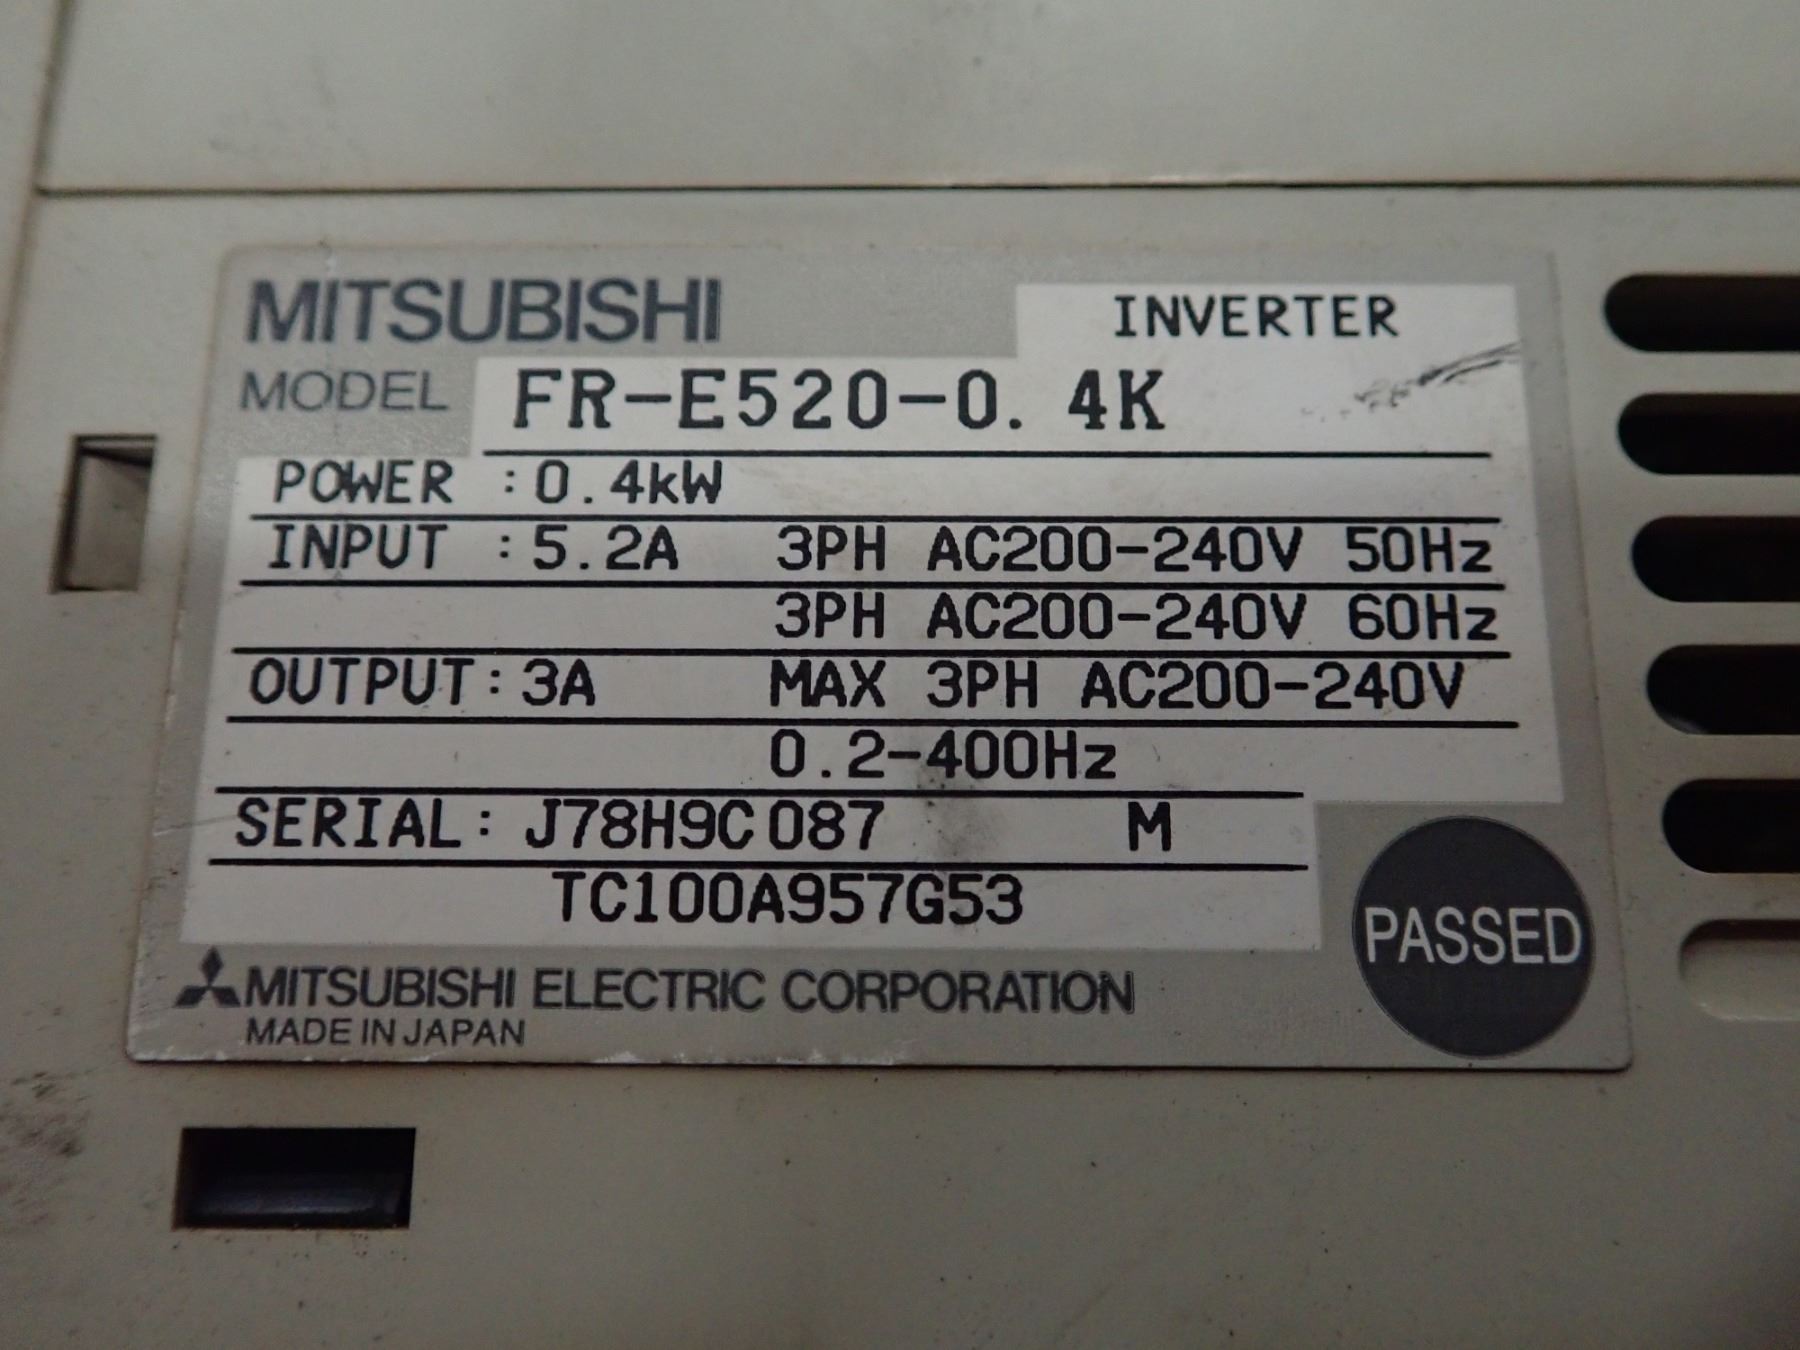 MITSUBISHI INVERTER
MODEL FR-E520-0.4K
POWER :0.4kW
INPUT :5.2A 3PH AC200-240V 50Hz
3PH AC200-240V 60Hz
OUTPUT:3A MAX 3PH AC200-240V
0.2-400Hz
SERIAL: J78H9C087 M
TC100A957G53
PASSED
MITSUBISHI ELECTRIC CORPORATION
MADE IN JAPAN